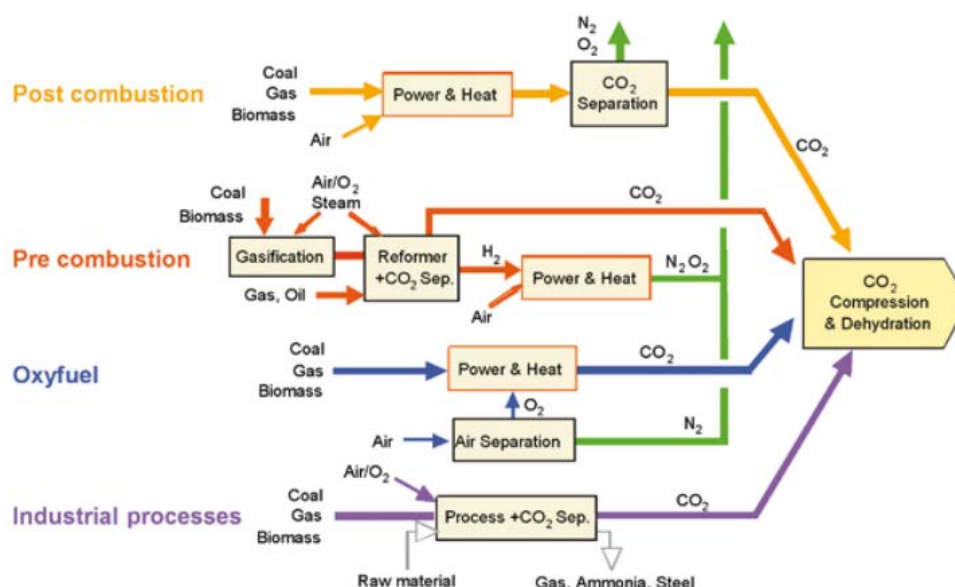 N₂
O₂
Post combustion
Coal
Gas
Biomass
Air
Power & Heat
CO₂
Separation
CO₂
Pre combustion
Coal
Biomass
Air/O₂
Steam
Gasification
Gas, Oil
Reformer
+CO₂ Sep.
H₂
Air
Power & Heat
N₂ O₂
CO₂
CO₂
Compression
& Dehydration
Oxyfuel
Coal
Gas
Biomass
Power & Heat
CO₂
O₂
Air
Air Separation
N₂
Industrial processes
Air/O₂
Coal
Gas
Biomass
Process +CO₂ Sep.
CO₂
Raw material
Gas, Ammonia, Steel